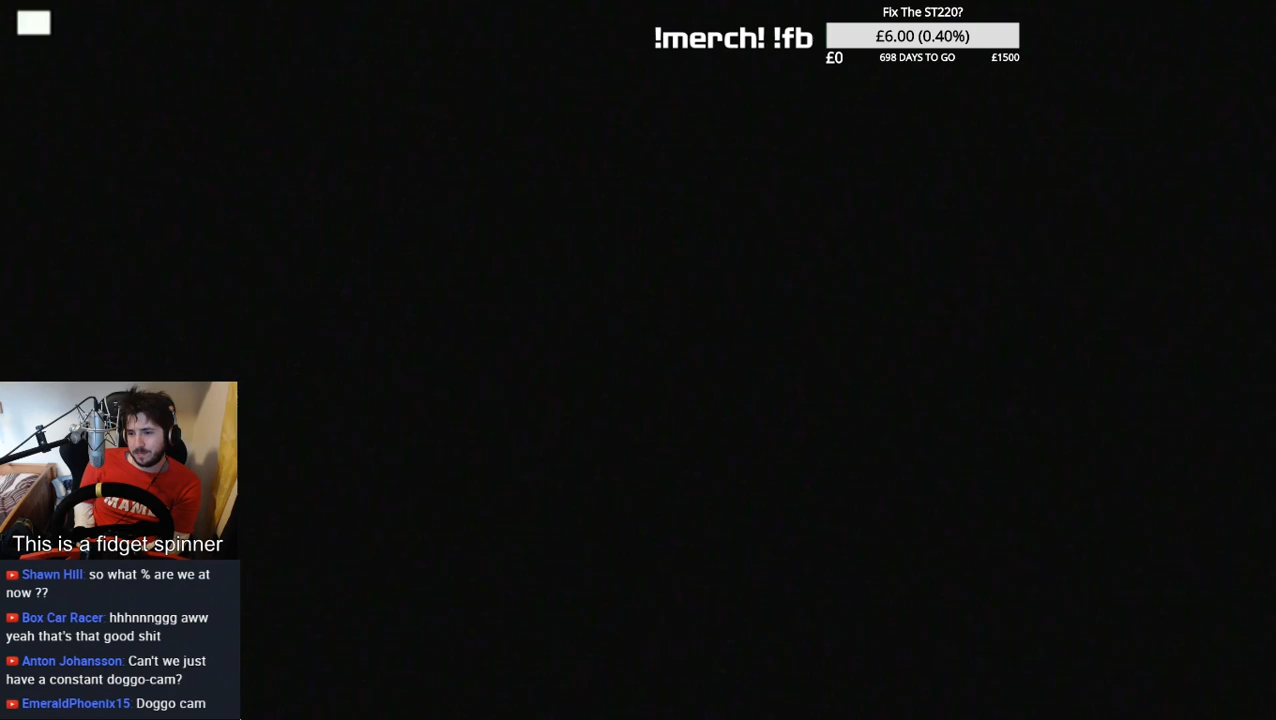 !merch! !fb
Fix The ST220?
£6.00 (0.40%)
£0 698 DAYS TO GO £1500
MAME
This is a fidget spinner
Shawn Hill: so what % are we at
now ??
Box Car Racer: hhhnnnggg aww
yeah that's that good shit
Anton Johansson: Can't we just
have a constant doggo-cam?
EmeraldPhoenix15: Doggo cam